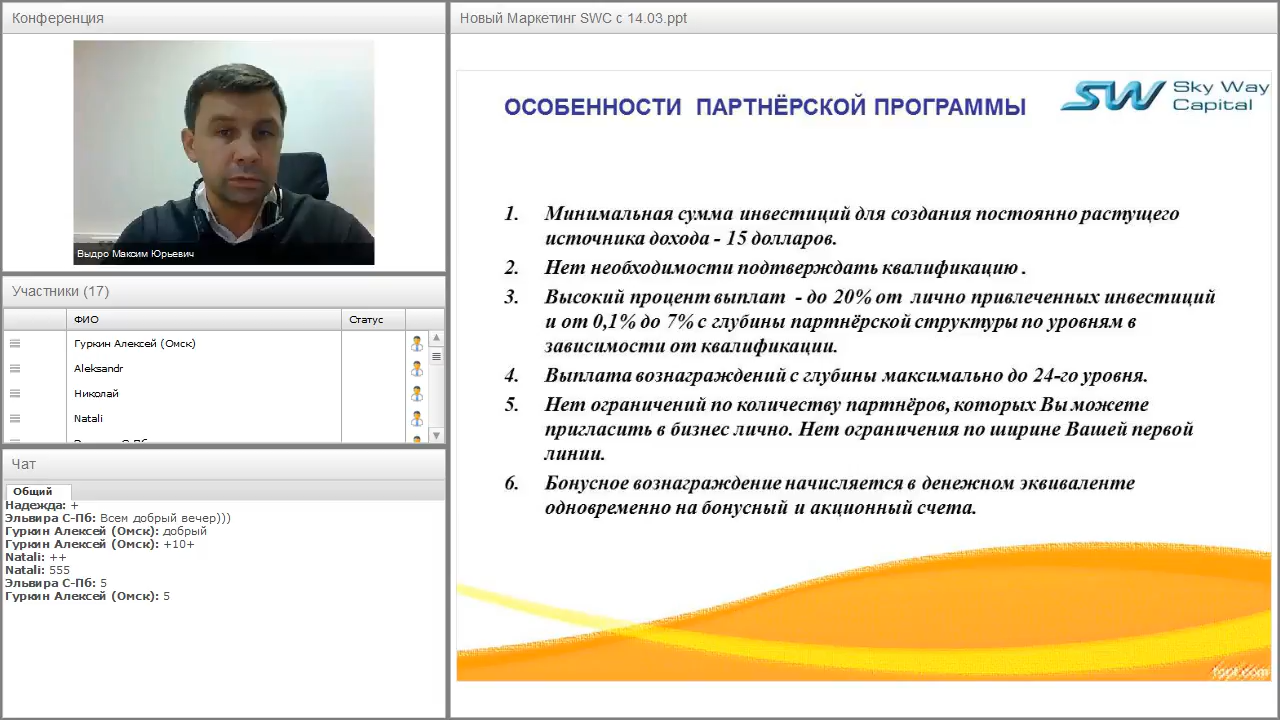 Конференция
Выдро Максим Юрьевич
Участники (17)
ФИО
Статус
Гуркин Алексей (Омск)
Aleksandr
Николай
Natali
Чат
Общий
Надежда: +
Эльвира С-Пб: Всем добрый вечер)))
Гуркин Алексей (Омск): добрый
Гуркин Алексей (Омск): +10+
Natali: ++
Natali: 555
Эльвира С-Пб: 5
Гуркин Алексей (Омск): 5
Новый Маркетинг SWC с 14.03.ppt
ОСОБЕННОСТИ ПАРТНЁРСКОЙ ПРОГРАММЫ
SW Sky Way
Capital
1. Минимальная сумма инвестиций для создания постоянно растущего
источника дохода - 15 долларов.
2. Нет необходимости подтверждать квалификацию .
3. Высокий процент выплат - до 20% от лично привлеченных инвестиций
и от 0,1% до 7% с глубины партнёрской структуры по уровням в
зависимости от квалификации.
4. Выплата вознаграждений с глубины максимально до 24-го уровня.
5. Нет ограничений по количеству партнёров, которых Вы можете
пригласить в бизнес лично. Нет ограничения по ширине Вашей первой
линии.
6. Бонусное вознаграждение начисляется в денежном эквиваленте
одновременно на бонусный и акционный счета.
fppt.com